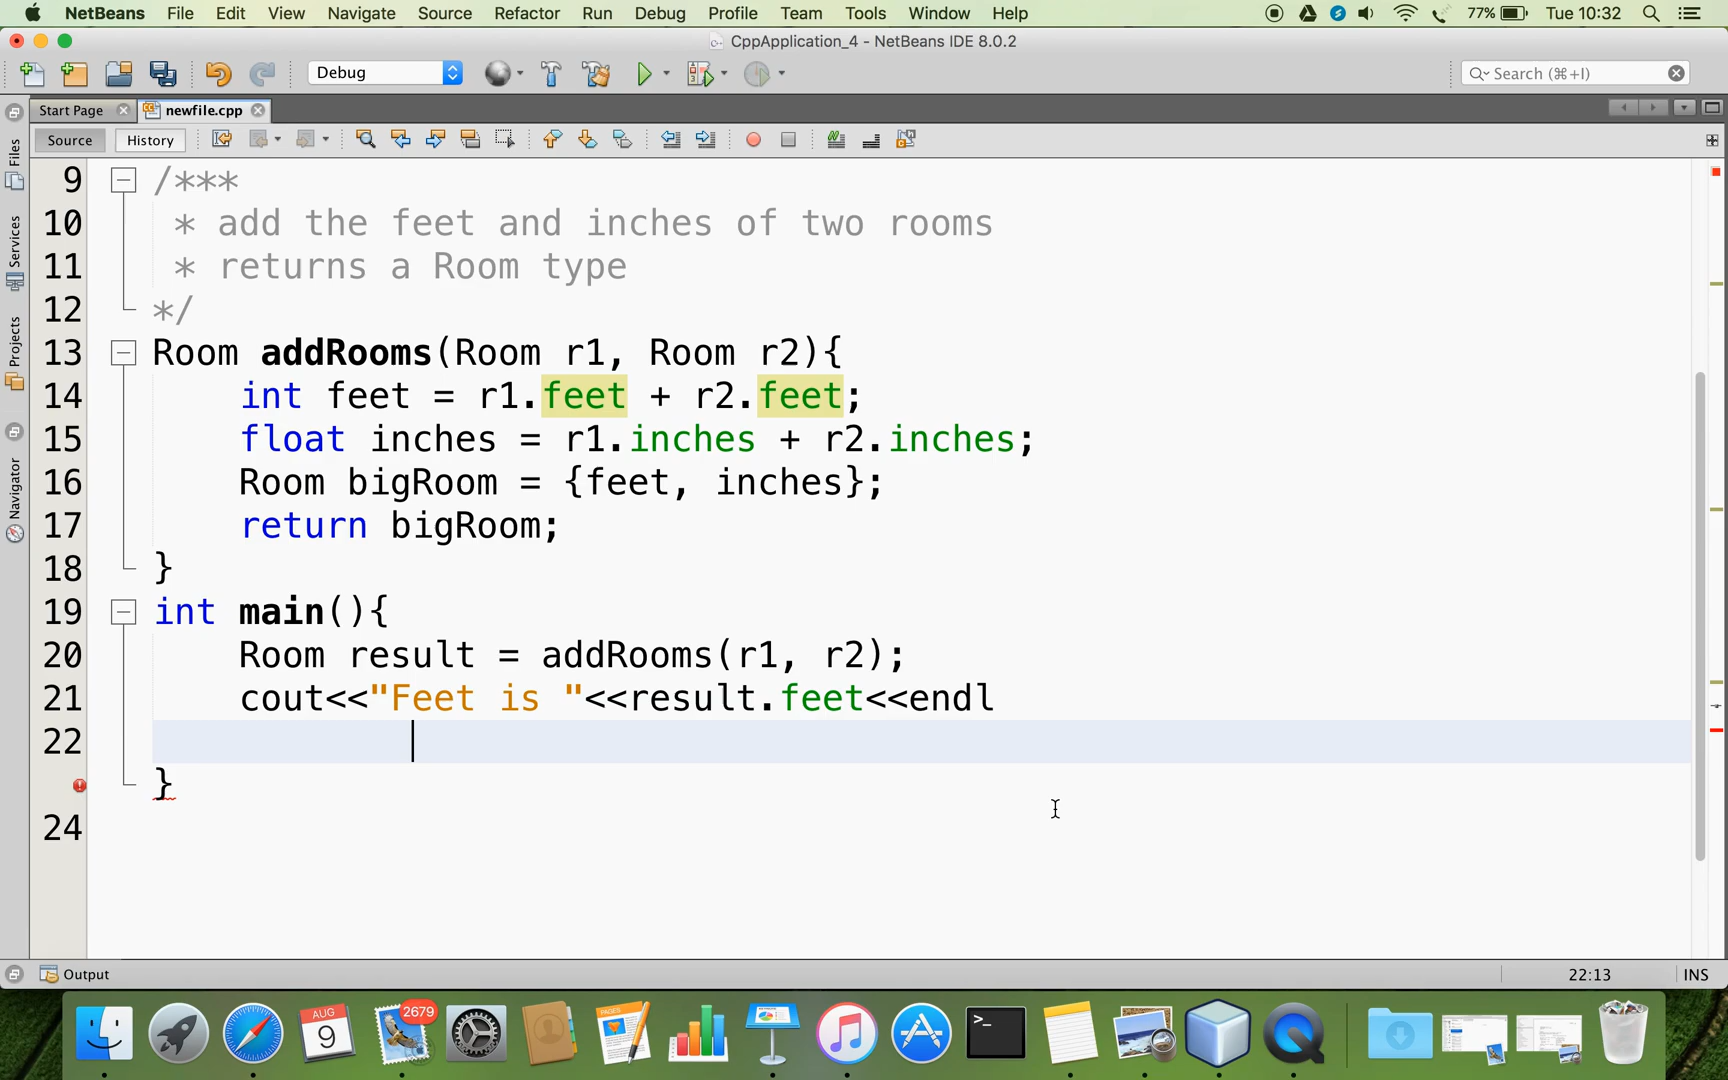 NetBeans File Edit View Navigate Source Refactor Run Debug Profile Team Tools Window Help 77% Tue 10:32
CppApplication_4 - NetBeans IDE 8.0.2
Debug Search (⌘+I)
Start Page newfile.cpp
Source History
Files
Services
Projects
Navigator
9 /***
10 * add the feet and inches of two rooms
11 * returns a Room type
12 */
13 Room addRooms(Room r1, Room r2){
14 int feet = r1.feet + r2.feet;
15 float inches = r1.inches + r2.inches;
16 Room bigRoom = {feet, inches};
17 return bigRoom;
18 }
19 int main(){
20 Room result = addRooms(r1, r2);
21 cout<<"Feet is "<<result.feet<<endl
22
}
24
Output 22:13 INS
AUG
9
2679
>_